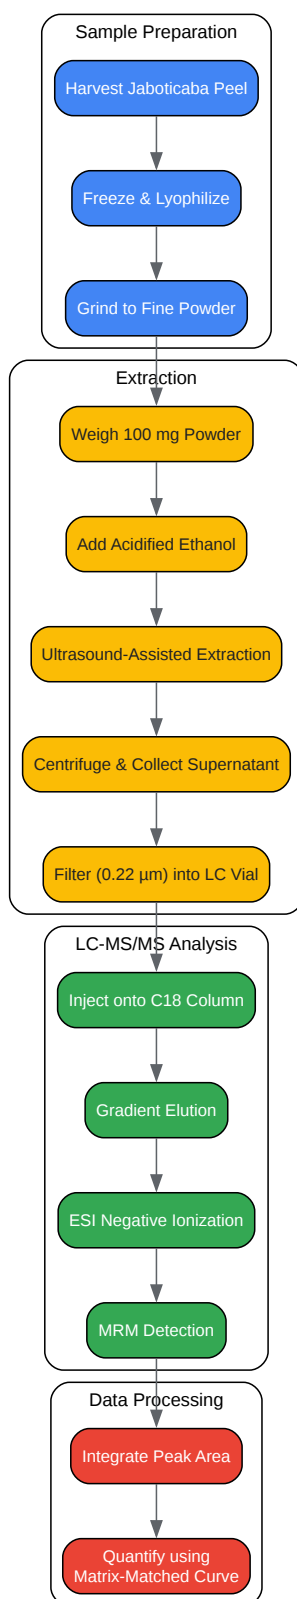 Sample Preparation
Harvest Jaboticaba Peel
Freeze & Lyophilize
Grind to Fine Powder
Extraction
Weigh 100 mg Powder
Add Acidified Ethanol
Ultrasound-Assisted Extraction
Centrifuge & Collect Supernatant
Filter (0.22 µm) into LC Vial
LC-MS/MS Analysis
Inject onto C18 Column
Gradient Elution
ESI Negative Ionization
MRM Detection
Data Processing
Integrate Peak Area
Quantify using
Matrix-Matched Curve